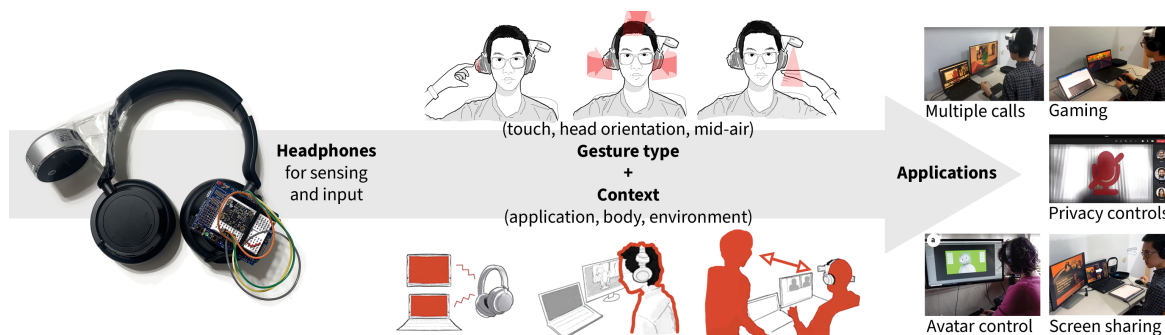 Headphones
for sensing
and input
(touch, head orientation, mid-air)
Gesture type
+
Context
(application, body, environment)
Applications
Multiple calls
Gaming
Privacy controls
a
Avatar control
Screen sharing